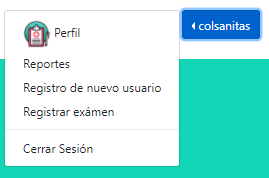 Perfil
colsanitas
Reportes
Registro de nuevo usuario
Registrar exámen
Cerrar Sesión